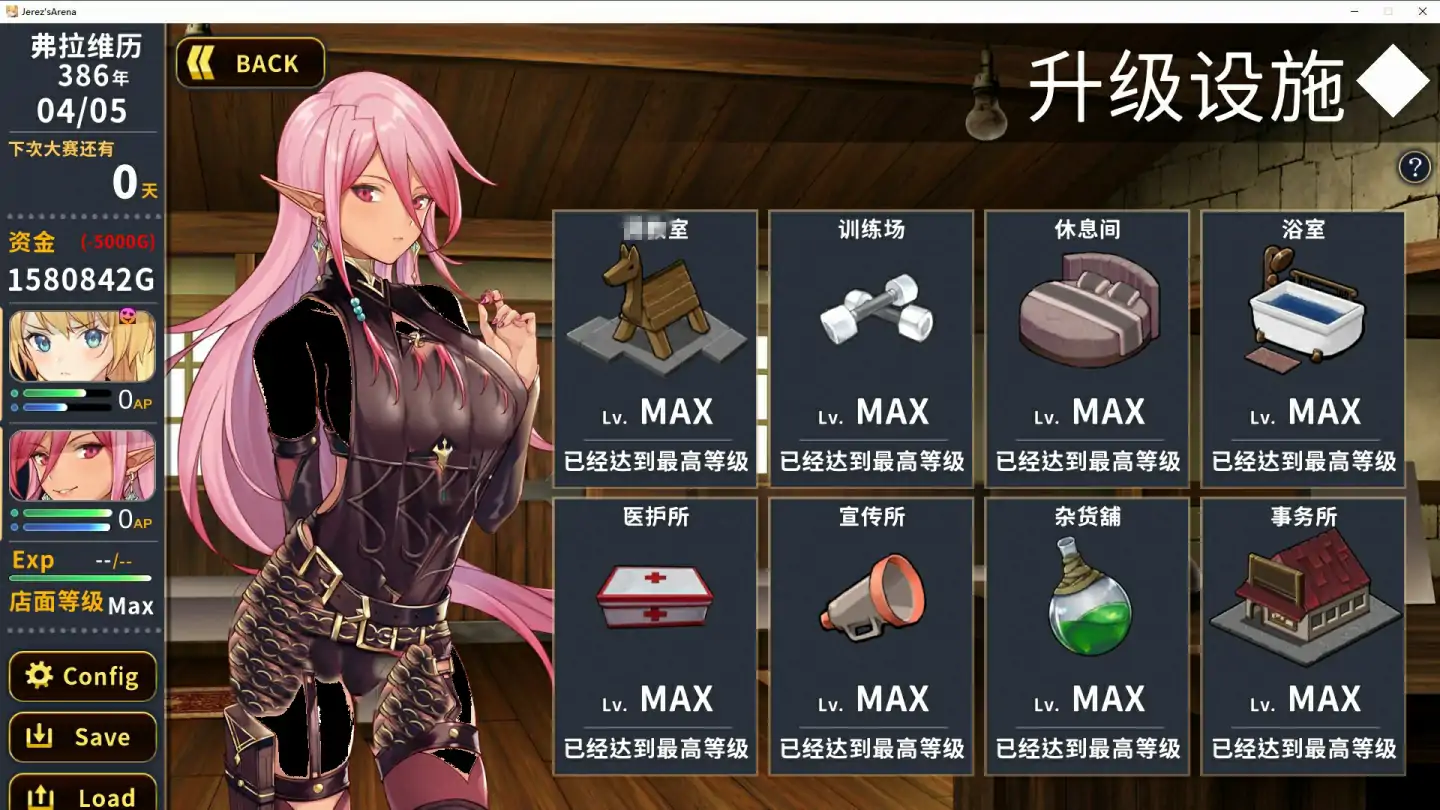 Jerez'sArena
弗拉维历
386年
04/05
下次大赛还有
0天
资金 (-5000G)
1580842G
0AP
0AP
Exp --/--
店面等级 Max
Config
Save
Load
BACK
升级设施
?
室
Lv. MAX
已经达到最高等级
训练场
Lv. MAX
已经达到最高等级
休息间
Lv. MAX
已经达到最高等级
浴室
Lv. MAX
已经达到最高等级
医护所
Lv. MAX
已经达到最高等级
宣传所
Lv. MAX
已经达到最高等级
杂货舖
Lv. MAX
已经达到最高等级
事务所
Lv. MAX
已经达到最高等级